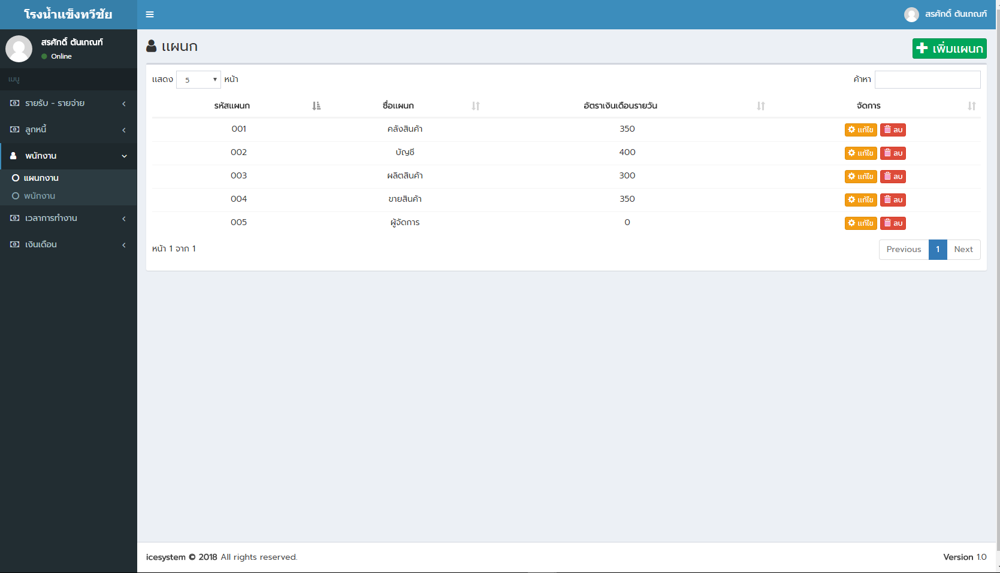 โรงน้ำแข็งทวีชัย
สรศักดิ์ ต้นเกณฑ์
สรศักดิ์ ต้นเกณฑ์
Online
เมนู
รายรับ - รายจ่าย
ลูกหนี้
พนักงาน
แผนกงาน
พนักงาน
เวลาการทำงาน
เงินเดือน
แผนก
เพิ่มแผนก
แสดง 5 หน้า
ค้าหา
รหัสแผนก ชื่อแผนก อัตราเงินเดือนรายวัน จัดการ
001 คลังสินค้า 350 แก้ไข ลบ
002 บัญชี 400 แก้ไข ลบ
003 ผลิตสินค้า 300 แก้ไข ลบ
004 ขายสินค้า 350 แก้ไข ลบ
005 ผู้จัดการ 0 แก้ไข ลบ
หน้า 1 จาก 1
Previous 1 Next
icesystem © 2018 All rights reserved.
Version 1.0